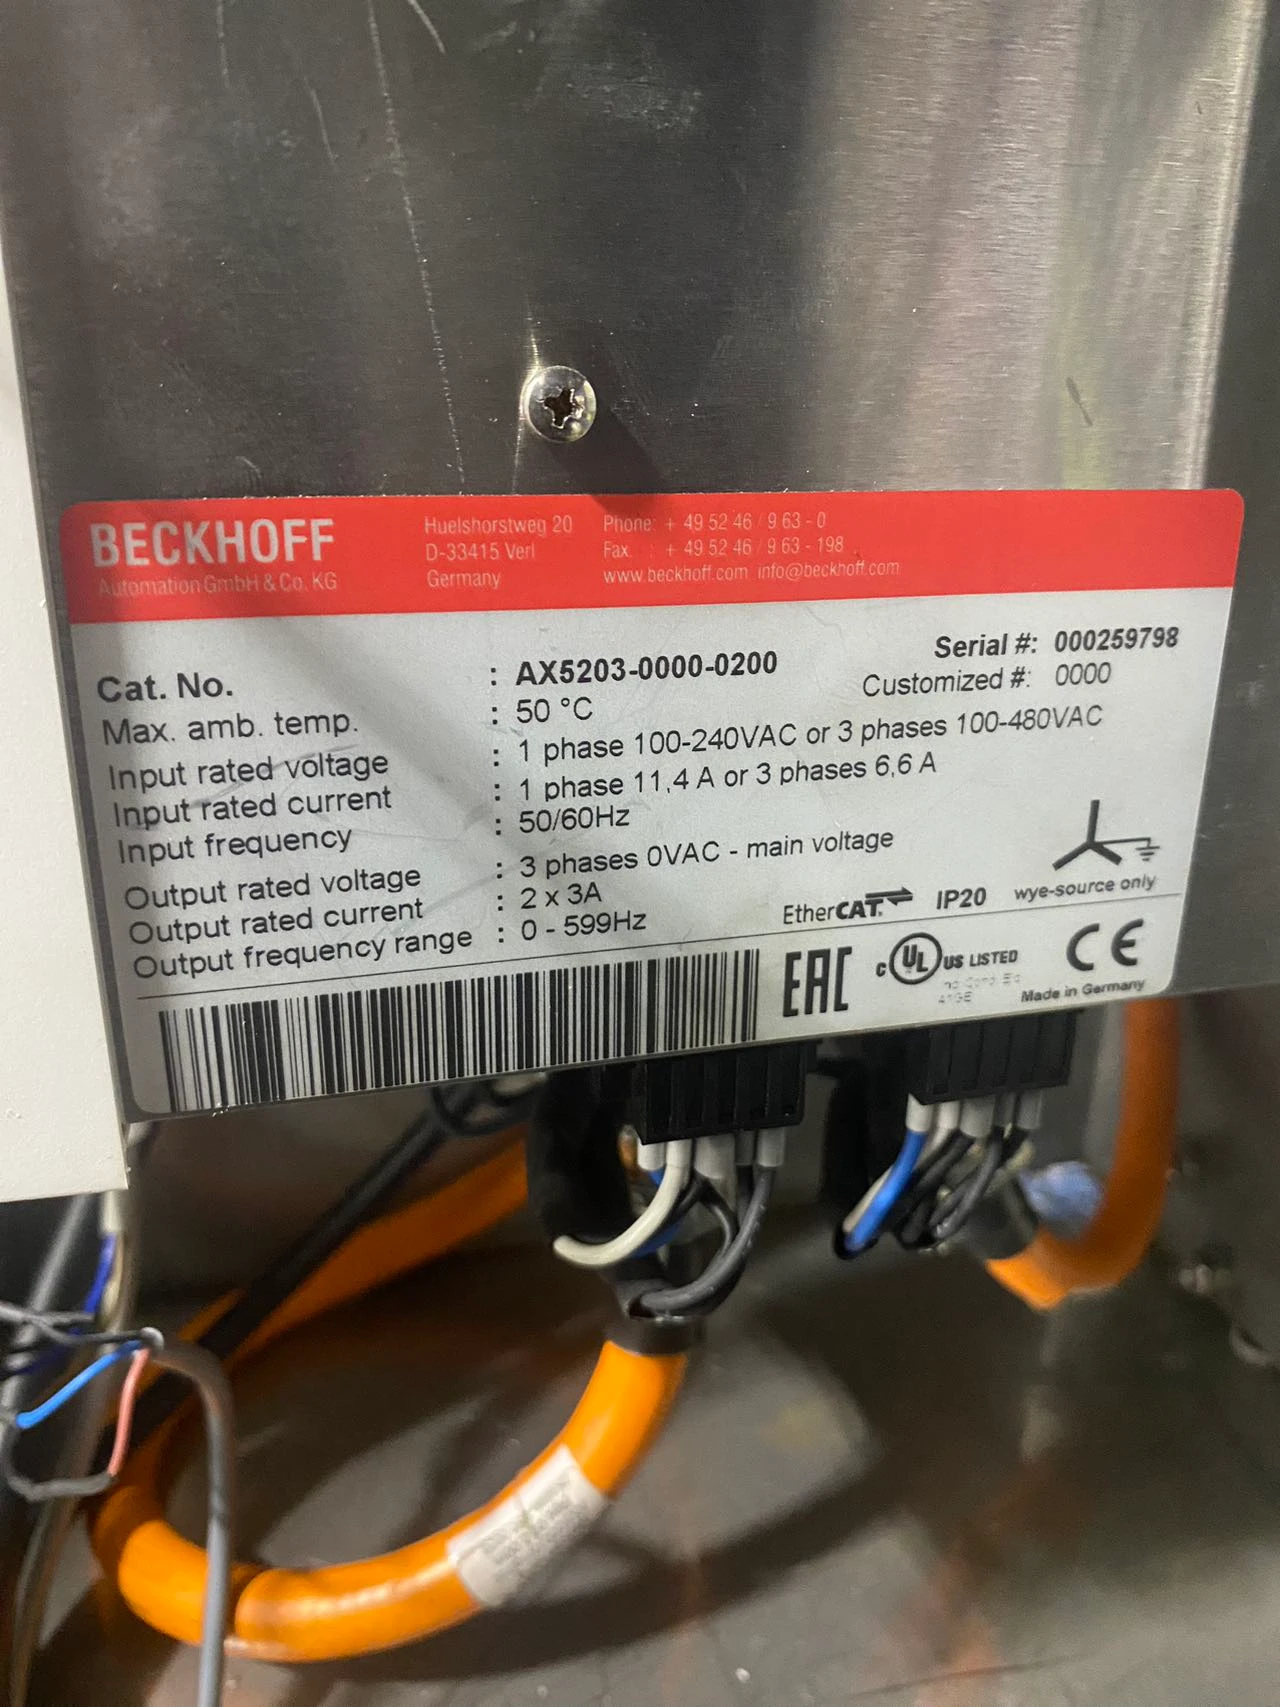 BECKHOFF
Automation GmbH & Co. KG
Huelshorstweg 20
D-33415 Verl
Germany
Phone: + 49 52 46 / 9 63 - 0
Fax : + 49 52 46 / 9 63 - 198
www.beckhoff.com info@beckhoff.com
Serial #: 000259798
Customized #: 0000
Cat. No. : AX5203-0000-0200
Max. amb. temp. : 50 °C
Input rated voltage : 1 phase 100-240VAC or 3 phases 100-480VAC
Input rated current : 1 phase 11,4 A or 3 phases 6,6 A
Input frequency : 50/60Hz
Output rated voltage : 3 phases 0VAC - main voltage
Output rated current : 2 x 3A
Output frequency range : 0 - 599Hz
EtherCAT. IP20 wye-source only
EAC c UL US LISTED CE
Made in Germany